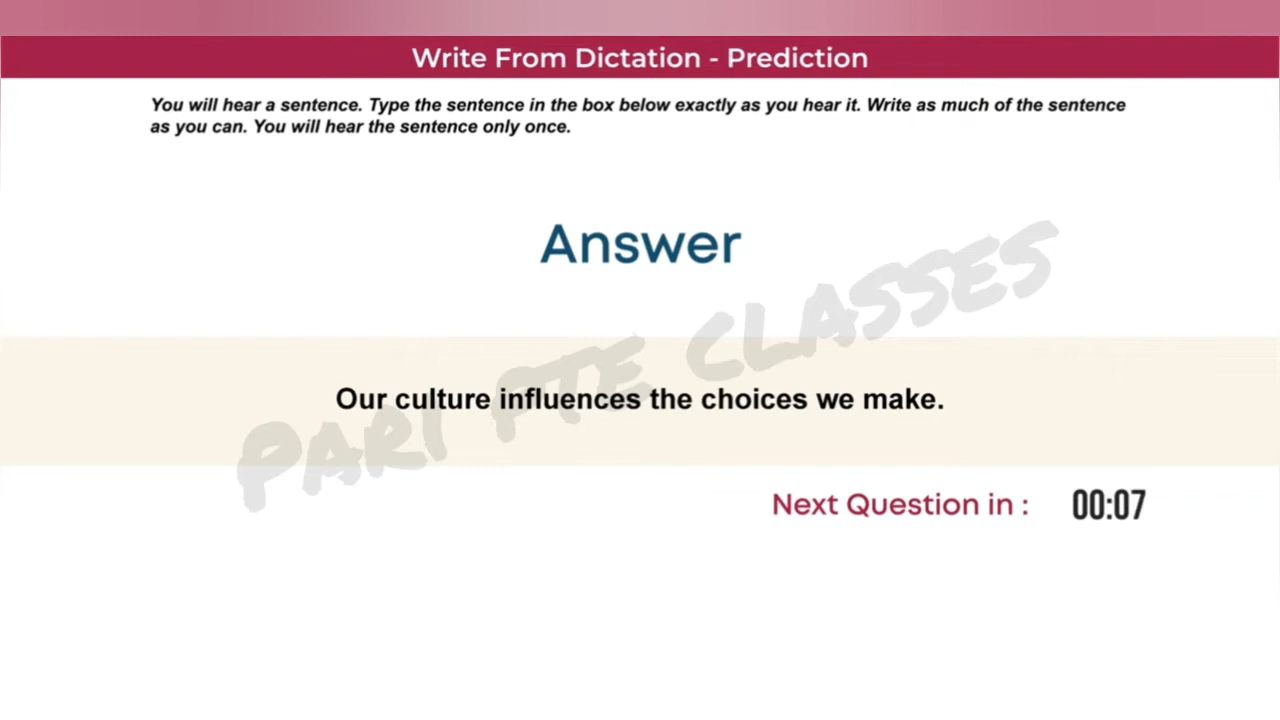 Write From Dictation - Prediction
You will hear a sentence. Type the sentence in the box below exactly as you hear it. Write as much of the sentence
as you can. You will hear the sentence only once.
Answer
PARI PTE CLASSES
Our culture influences the choices we make.
Next Question in : 00:07